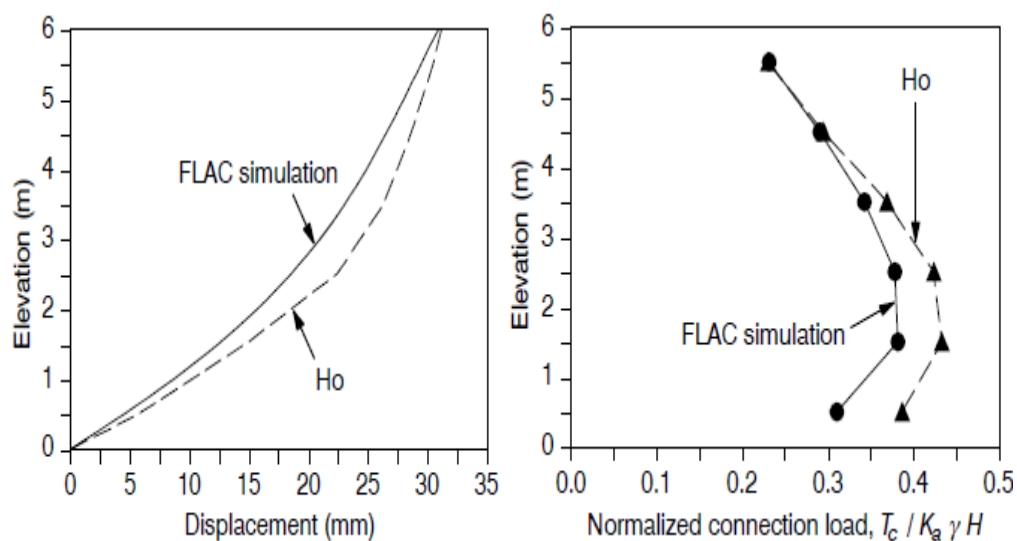 6
5
4
3
2
1
0
Elevation (m)
FLAC simulation
Ho
0 5 10 15 20 25 30 35
Displacement (mm)
6
5
4
3
2
1
0
Elevation (m)
Ho
FLAC simulation
0.0 0.1 0.2 0.3 0.4 0.5
Normalized connection load, T_c / K_a γ H